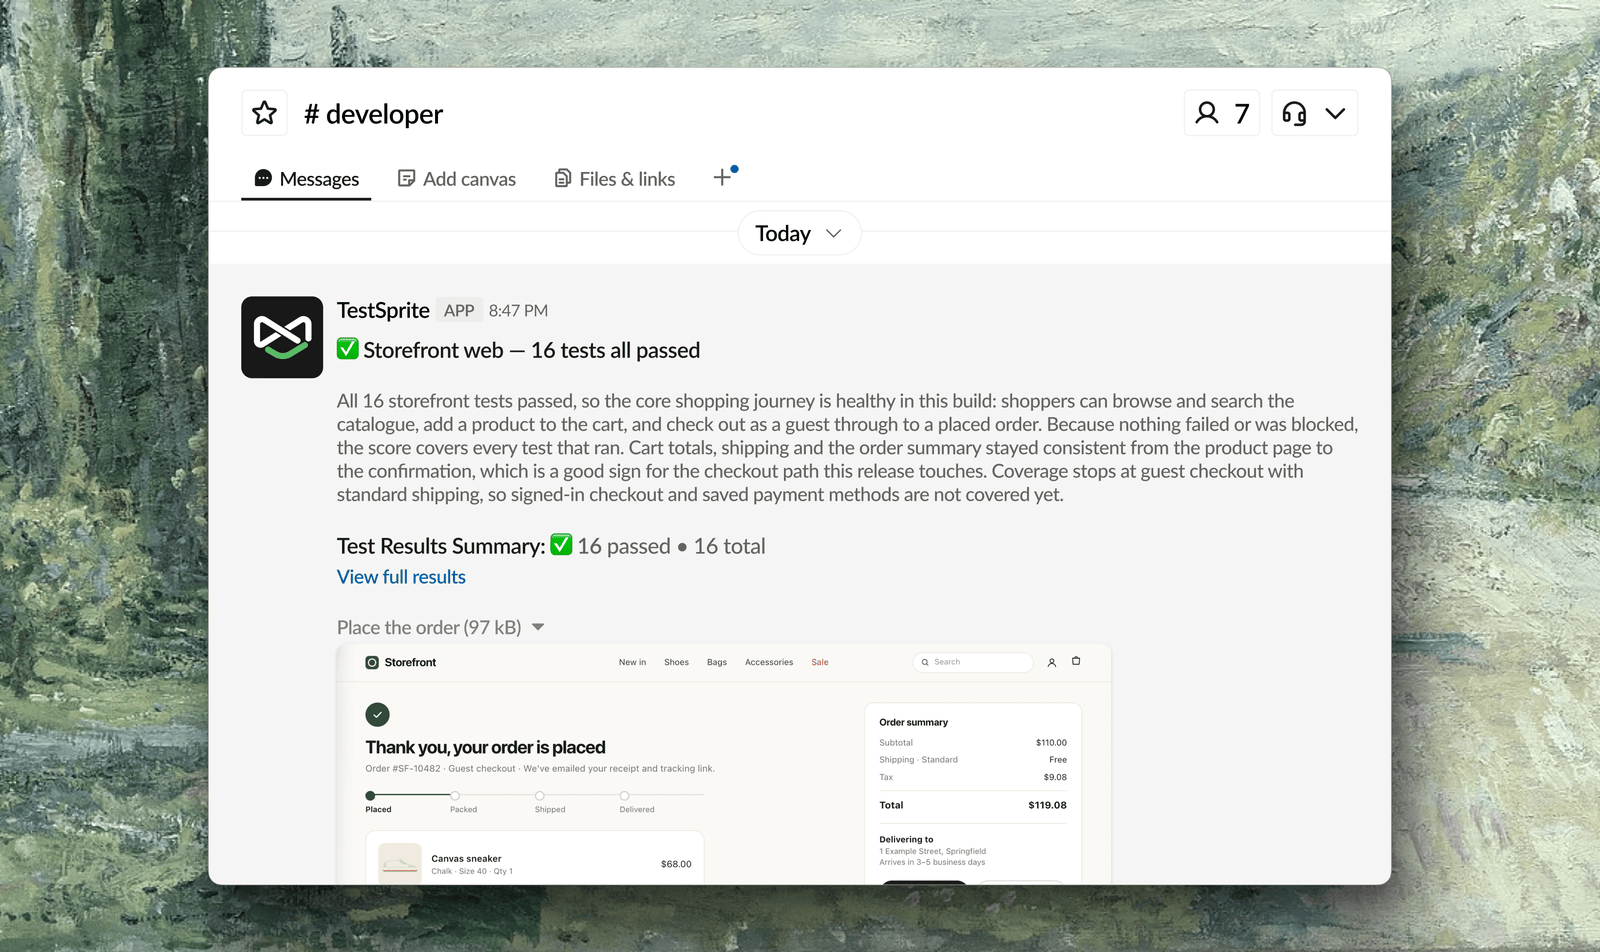 # developer
7
Messages
Add canvas
Files & links
Today
TestSprite APP 8:47 PM
✅ Storefront web — 16 tests all passed
All 16 storefront tests passed, so the core shopping journey is healthy in this build: shoppers can browse and search the
catalogue, add a product to the cart, and check out as a guest through to a placed order. Because nothing failed or was blocked,
the score covers every test that ran. Cart totals, shipping and the order summary stayed consistent from the product page to
the confirmation, which is a good sign for the checkout path this release touches. Coverage stops at guest checkout with
standard shipping, so signed-in checkout and saved payment methods are not covered yet.
Test Results Summary: ✅ 16 passed • 16 total
View full results
Place the order (97 kB)
Storefront
New in
Shoes
Bags
Accessories
Sale
Search
Thank you, your order is placed
Order #SF-10482 · Guest checkout · We've emailed your receipt and tracking link.
Placed
Packed
Shipped
Delivered
Canvas sneaker
Chalk · Size 40 · Qty 1
$68.00
Order summary
Subtotal $110.00
Shipping · Standard Free
Tax $9.08
Total $119.08
Delivering to
1 Example Street, Springfield
Arrives in 3–5 business days